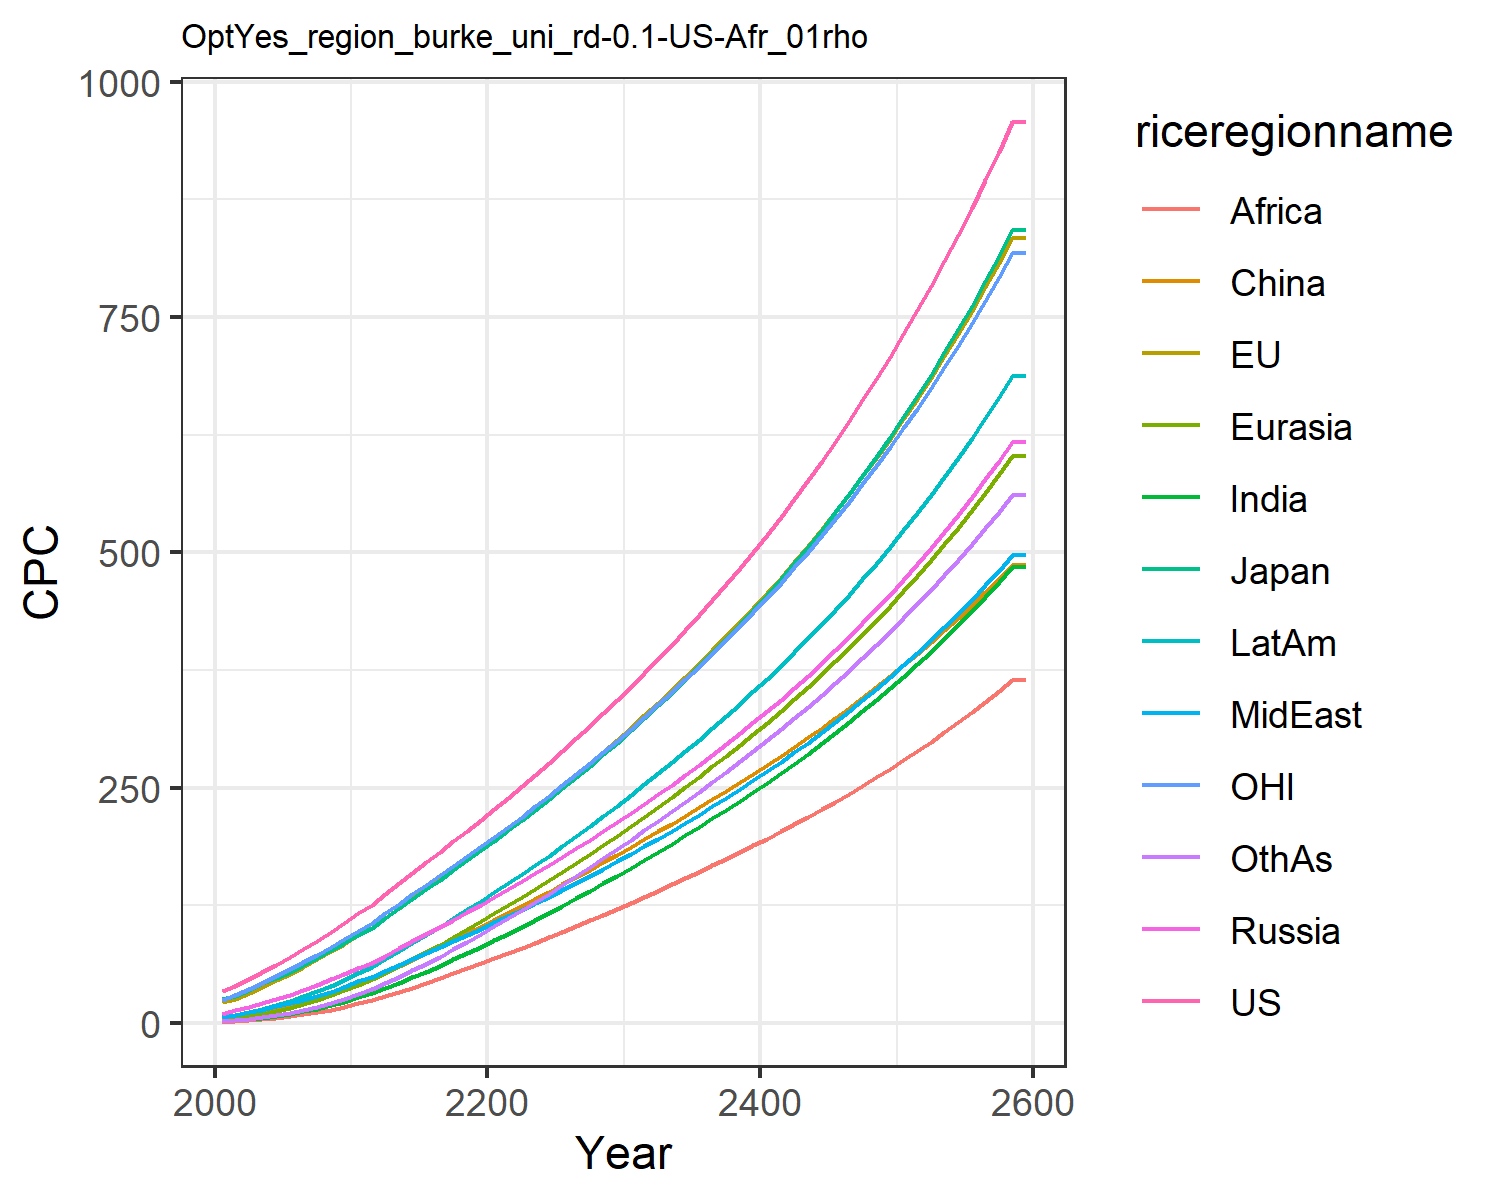 OptYes_region_burke_uni_rd-0.1-US-Afr_01rho
1000
750
500
250
0
CPC
2000 2200 2400 2600
Year
riceregionname
Africa
China
EU
Eurasia
India
Japan
LatAm
MidEast
OHI
OthAs
Russia
US